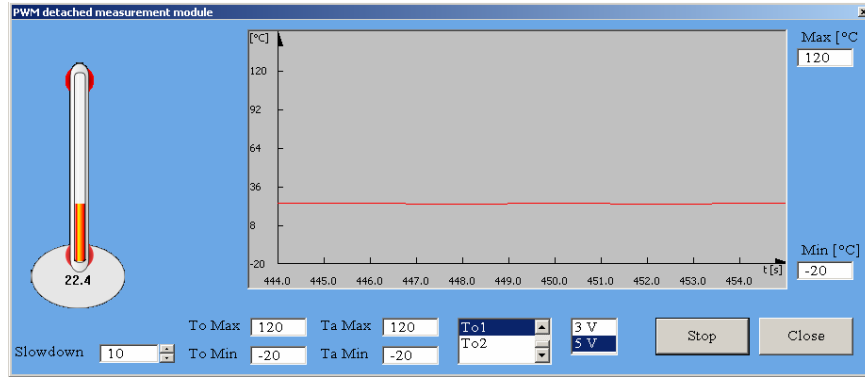 PWM detached measurement module
[°C]
Max [°C
120
120
92
64
36
8
-20
Min [°C]
-20
t[s]
444.0 445.0 446.0 447.0 448.0 449.0 450.0 451.0 452.0 453.0 454.0
22.4
To Max 120 Ta Max 120 To1 3 V Stop Close
Slowdown 10 To Min -20 Ta Min -20 To2 5 V